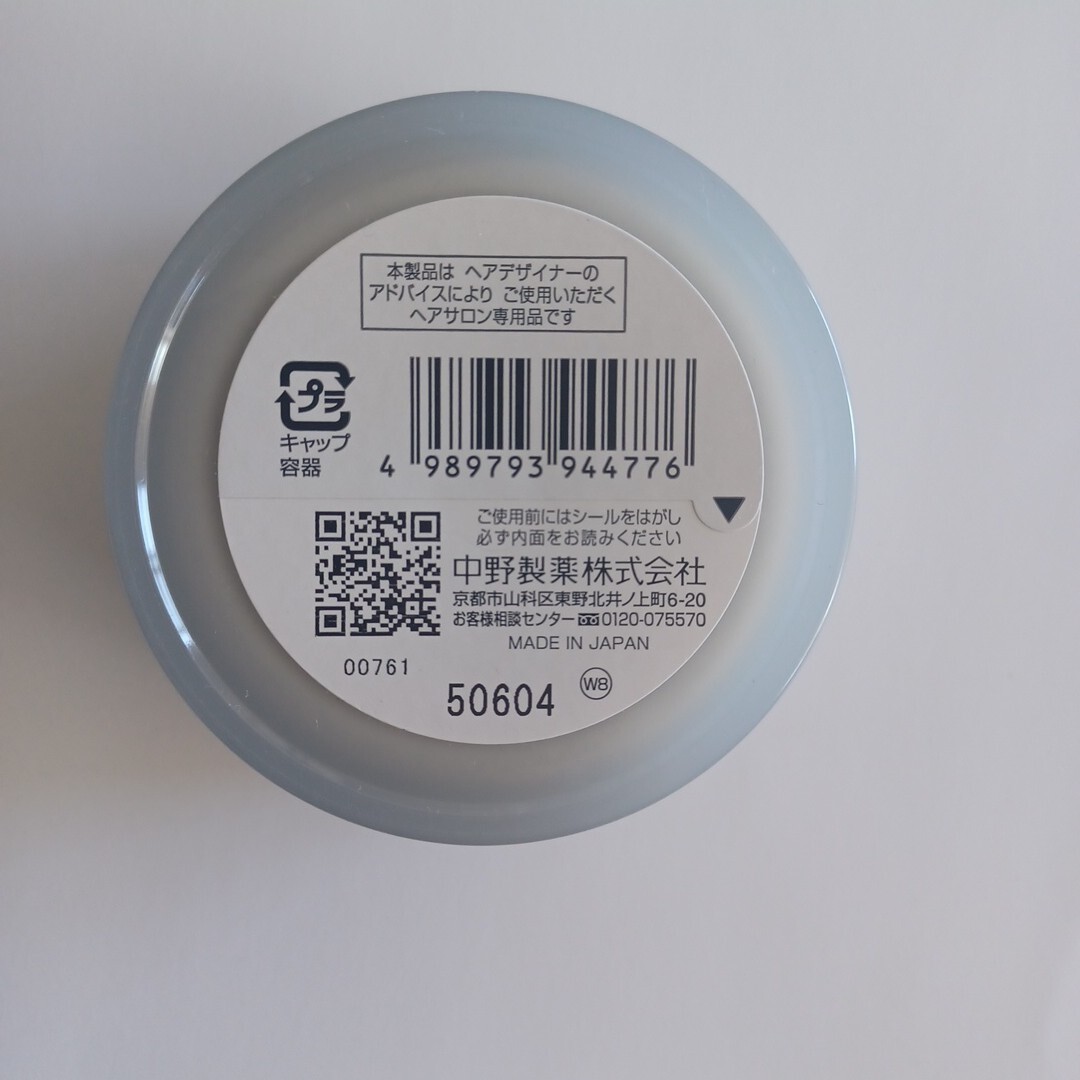 本製品は ヘアデザイナーの
アドバイスにより ご使用いただく
ヘアサロン専用品です
プラ
キャップ
容器
4 989793 944776
ご使用前にはシールをはがし
必ず内面をお読みください
中野製薬株式会社
京都市山科区東野北井ノ上町6-20
お客様相談センター 0120-075570
MADE IN JAPAN
00761
50604
W8